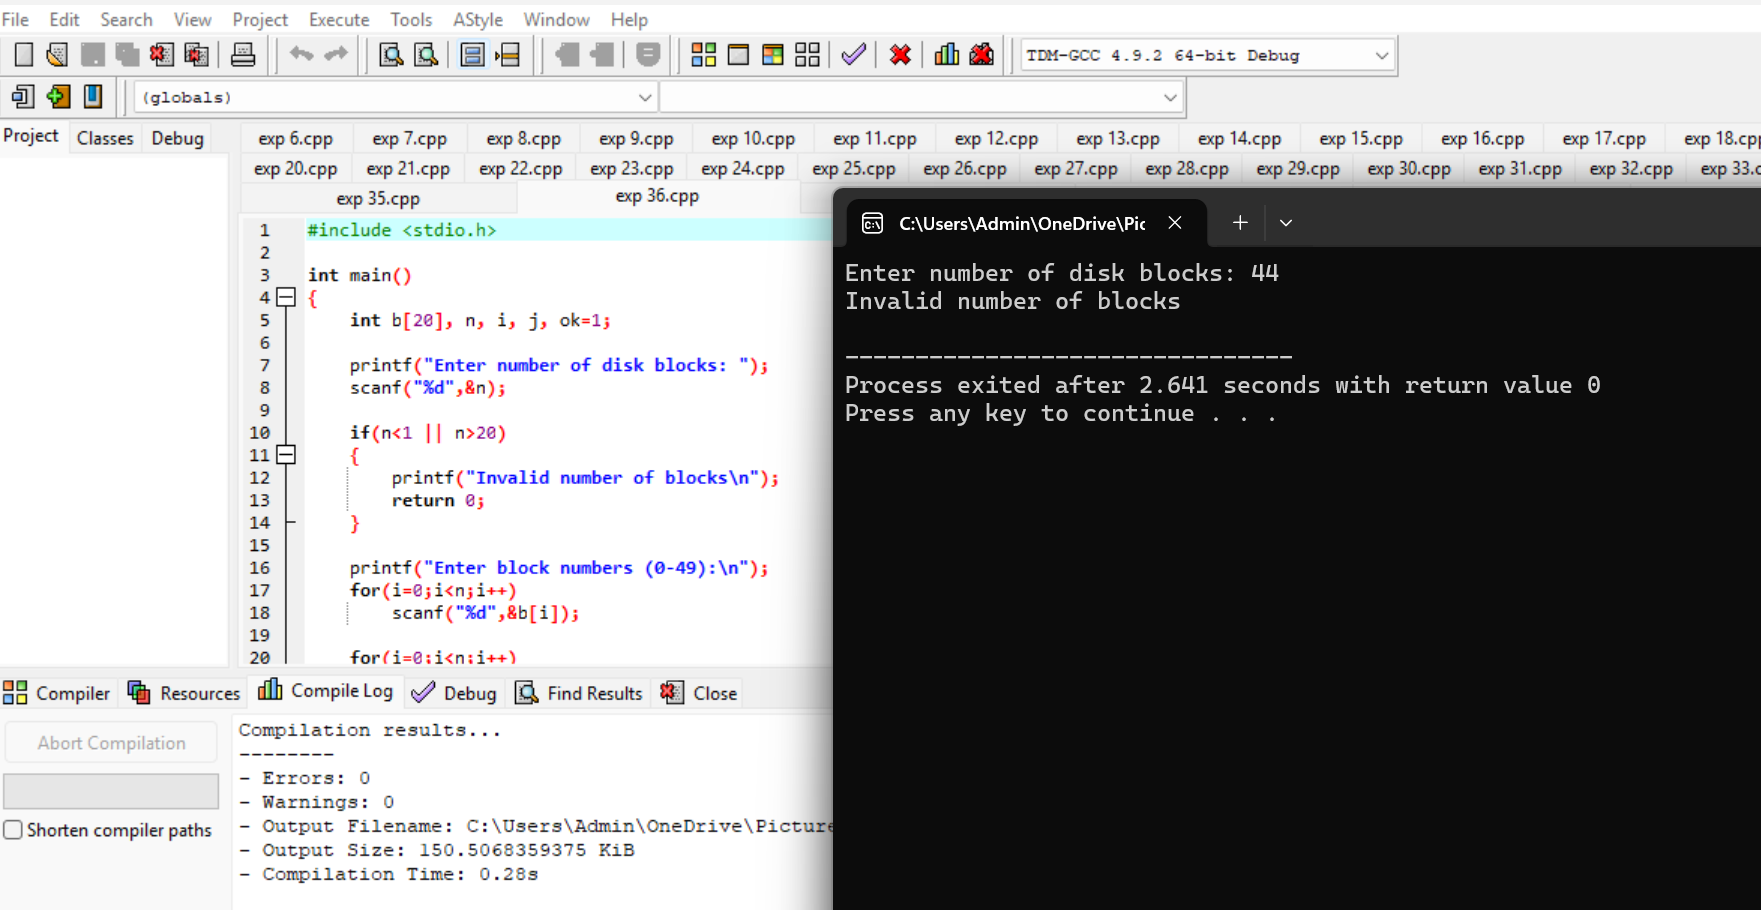 File Edit Search View Project Execute Tools AStyle Window Help
TDM-GCC 4.9.2 64-bit Debug
(globals)
Project Classes Debug
exp 6.cpp exp 7.cpp exp 8.cpp exp 9.cpp exp 10.cpp exp 11.cpp exp 12.cpp exp 13.cpp exp 14.cpp exp 15.cpp exp 16.cpp exp 17.cpp exp 18.cpp
exp 20.cpp exp 21.cpp exp 22.cpp exp 23.cpp exp 24.cpp exp 25.cpp exp 26.cpp exp 27.cpp exp 28.cpp exp 29.cpp exp 30.cpp exp 31.cpp exp 32.cpp exp 33.c
exp 35.cpp exp 36.cpp
1 #include <stdio.h>
2
3 int main()
4 {
5 int b[20], n, i, j, ok=1;
6
7 printf("Enter number of disk blocks: ");
8 scanf("%d",&n);
9
10 if(n<1 || n>20)
11 {
12 printf("Invalid number of blocks\n");
13 return 0;
14 }
15
16 printf("Enter block numbers (0-49):\n");
17 for(i=0;i<n;i++)
18 scanf("%d",&b[i]);
19
20 for(i=0;i<n;i++)
C:\Users\Admin\OneDrive\Pic
Enter number of disk blocks: 44
Invalid number of blocks
--------------------------------
Process exited after 2.641 seconds with return value 0
Press any key to continue . . .
Compiler Resources Compile Log Debug Find Results Close
Abort Compilation
Shorten compiler paths
Compilation results...
--------
- Errors: 0
- Warnings: 0
- Output Filename: C:\Users\Admin\OneDrive\Picture
- Output Size: 150.5068359375 KiB
- Compilation Time: 0.28s